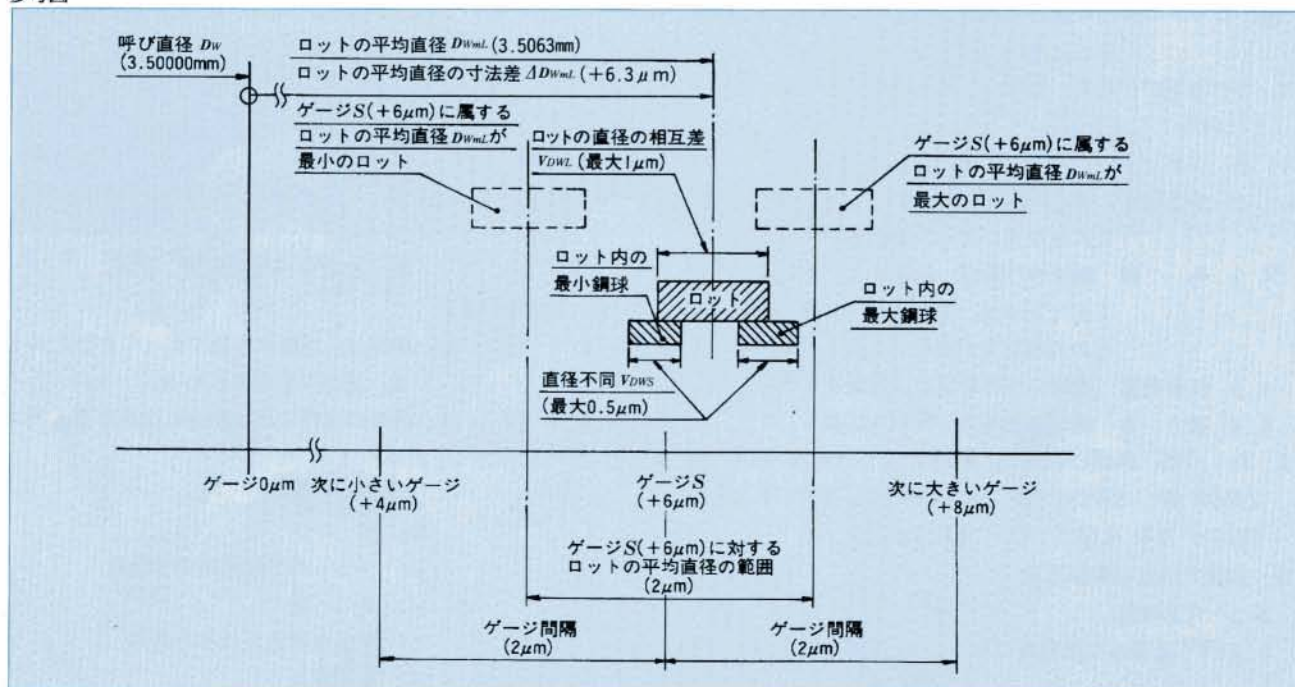 呼び直径 DW
(3.50000mm)
ロットの平均直径 DWmL (3.5063mm)
ロットの平均直径の寸法差 ΔDWmL (+6.3μm)
ゲージS(+6μm)に属する
ロットの平均直径 DWmLが
最小のロット
ロットの直径の相互差
VDWL (最大1μm)
ゲージS(+6μm)に属する
ロットの平均直径 DWmLが
最大のロット
ロット内の
最小鋼球
ロット
ロット内の
最大鋼球
直径不同 VDWS
(最大0.5μm)
ゲージ0μm
次に小さいゲージ
(+4μm)
ゲージS
(+6μm)
次に大きいゲージ
(+8μm)
ゲージS(+6μm)に対する
ロットの平均直径の範囲
(2μm)
ゲージ間隔
(2μm)
ゲージ間隔
(2μm)